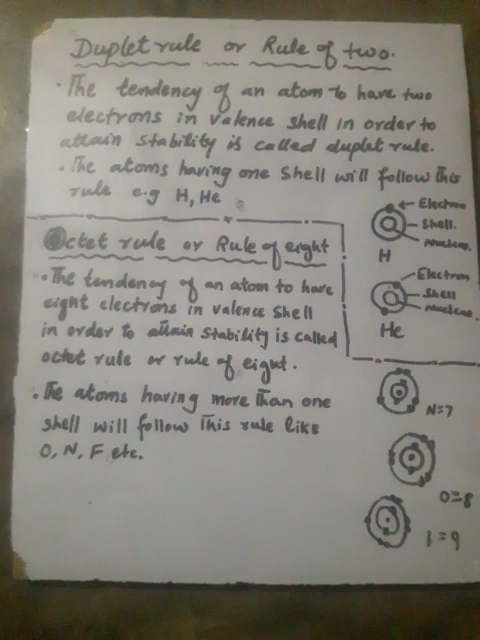 Duplet rule or Rule of two.
· The tendency of an atom to have two
electrons in valence shell in order to
attain stability is called duplet rule.
· The atoms having one shell will follow this
rule e.g H, He
Electron
Shell.
Nucleus.
H
Electron
Shell
Nucleus.
He
Octet rule or Rule of eight
· The tendency of an atom to have
eight electrons in valence shell
in order to attain stability is called
octet rule or rule of eight.
· The atoms having more than one
shell will follow this rule like
O, N, F etc.
N=7
O=8
F=9